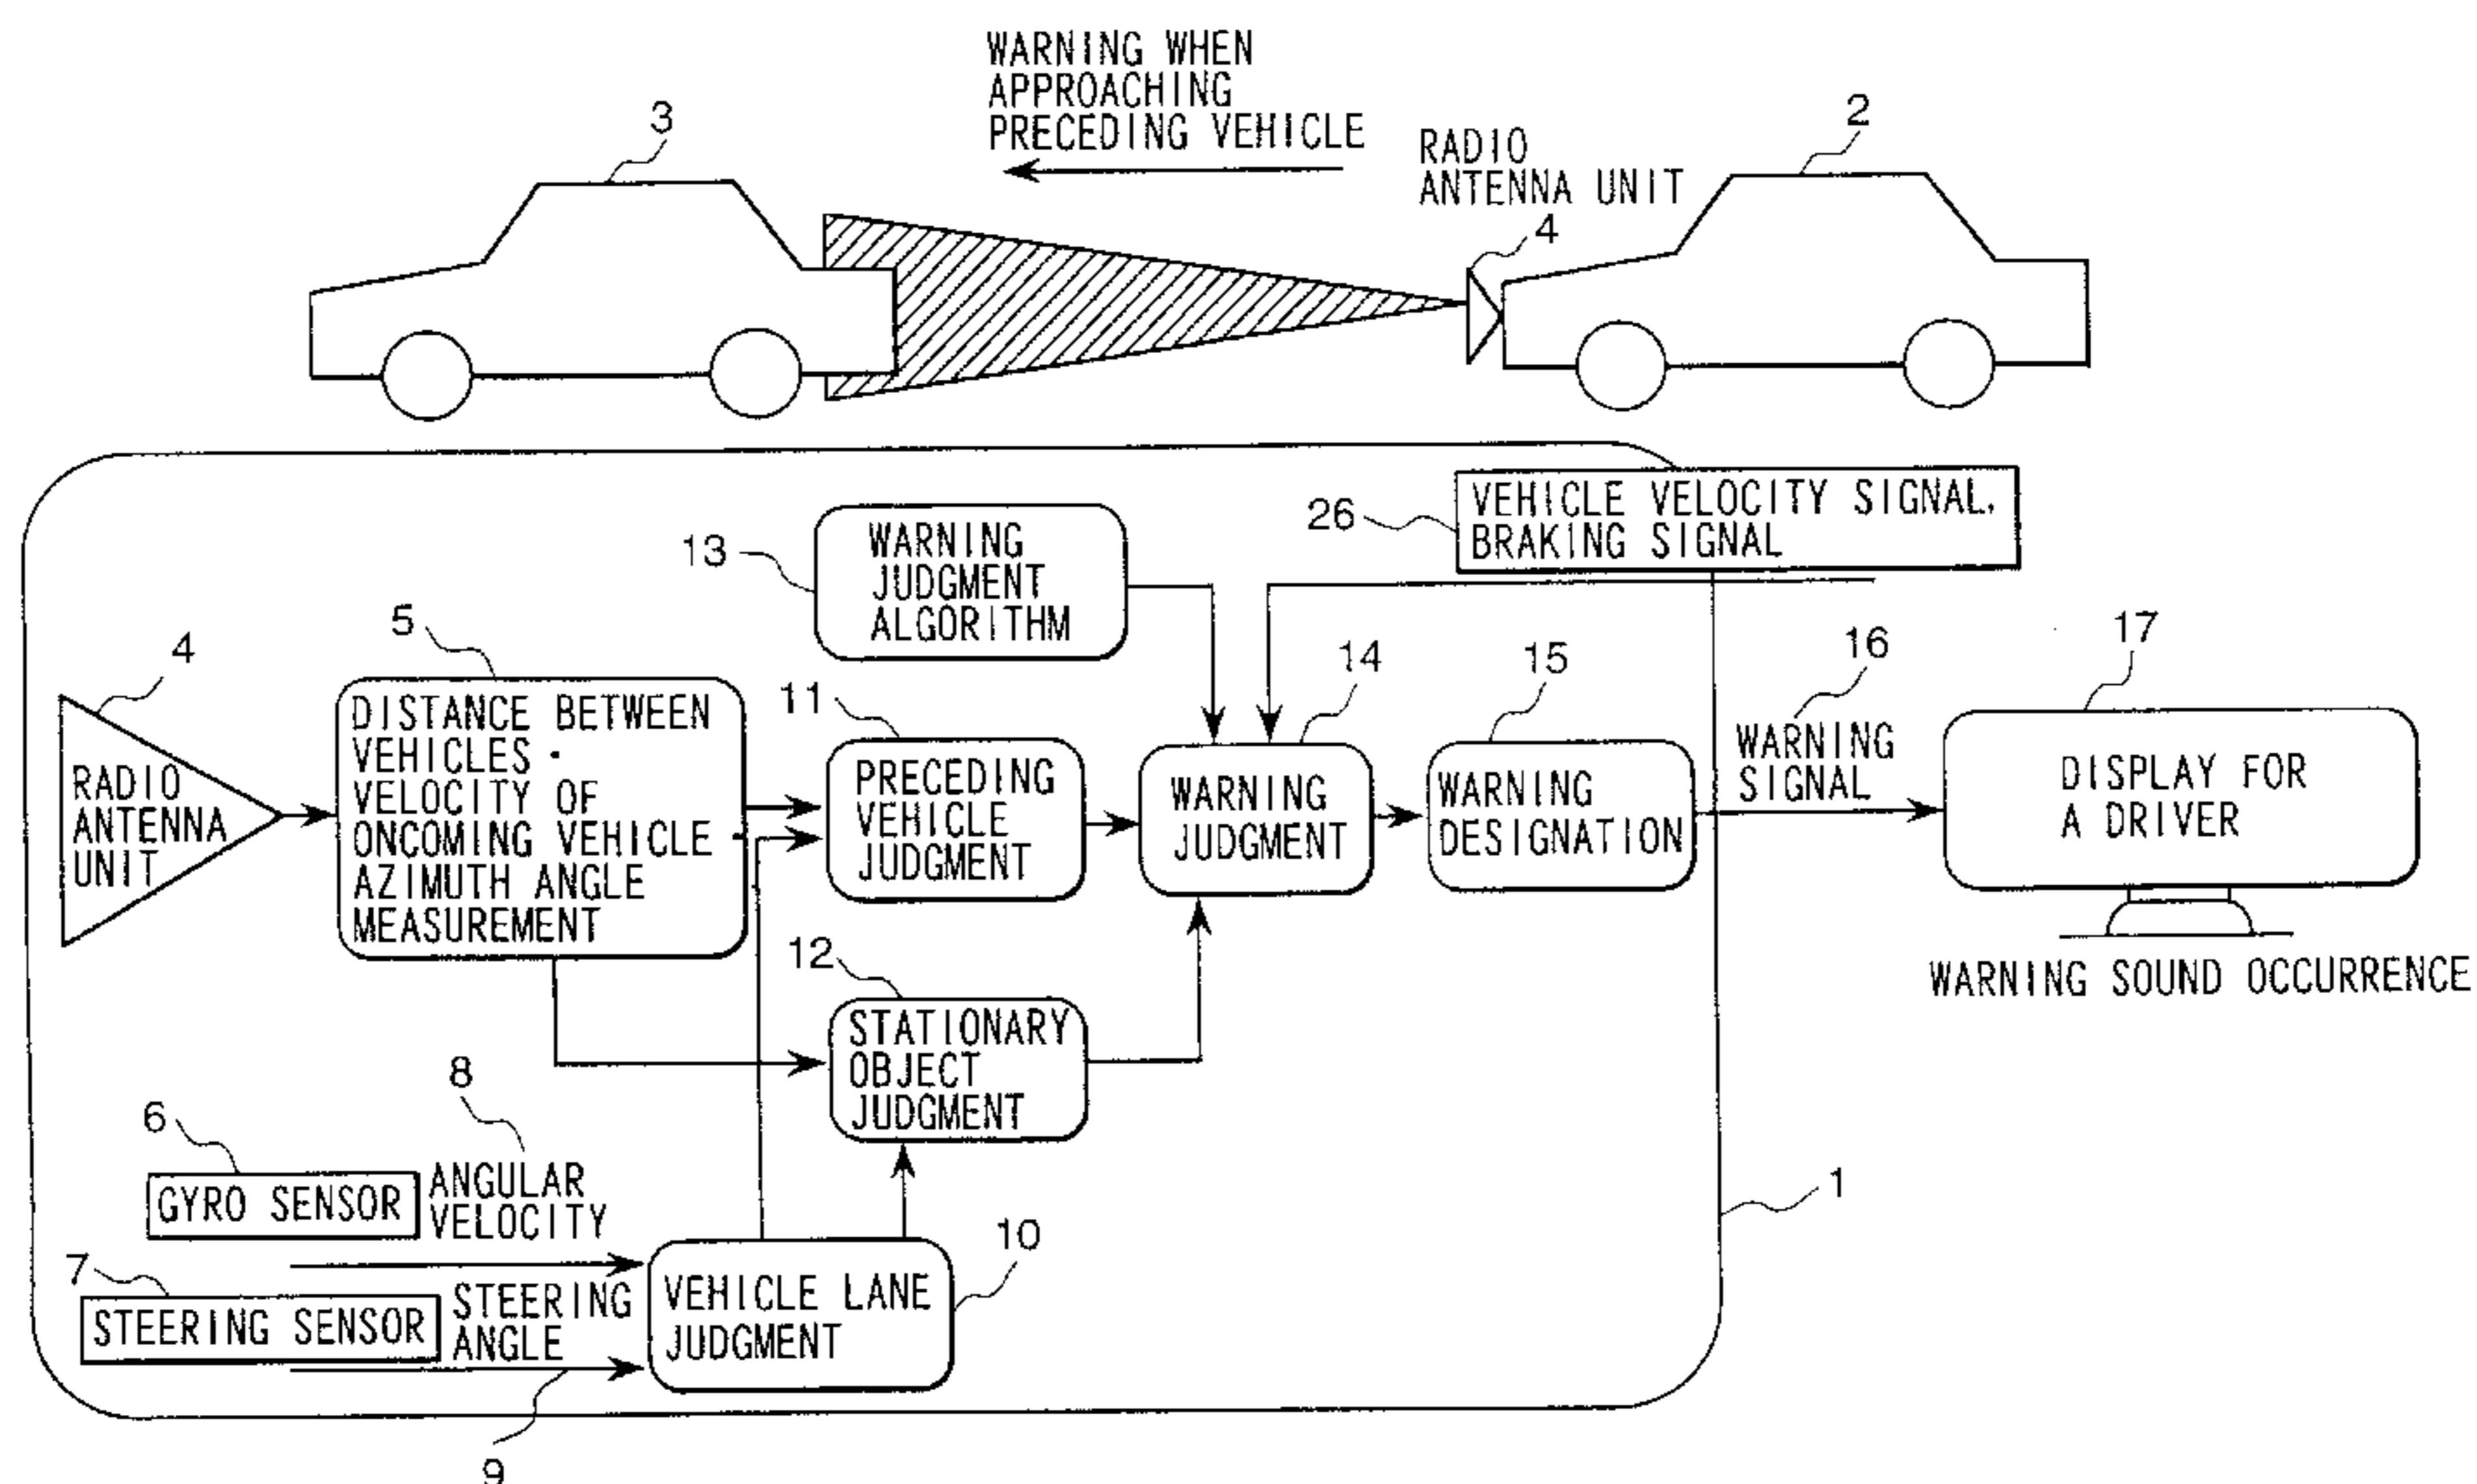 WARNING WHEN
APPROACHING
PRECEDING VEHICLE
3
2
RADIO
ANTENNA UNIT
4
26
VEHICLE VELOCITY SIGNAL,
BRAKING SIGNAL
13
WARNING
JUDGMENT
ALGORITHM
4
RADIO
ANTENNA
UNIT
5
DISTANCE BETWEEN
VEHICLES ·
VELOCITY OF
ONCOMING VEHICLE ·
AZIMUTH ANGLE
MEASUREMENT
11
PRECEDING
VEHICLE
JUDGMENT
14
WARNING
JUDGMENT
15
WARNING
DESIGNATION
16
WARNING
SIGNAL
17
DISPLAY FOR
A DRIVER
WARNING SOUND OCCURRENCE
12
STATIONARY
OBJECT
JUDGMENT
6
GYRO SENSOR
8
ANGULAR
VELOCITY
7
STEERING SENSOR
STEERING
ANGLE
9
10
VEHICLE LANE
JUDGMENT
1